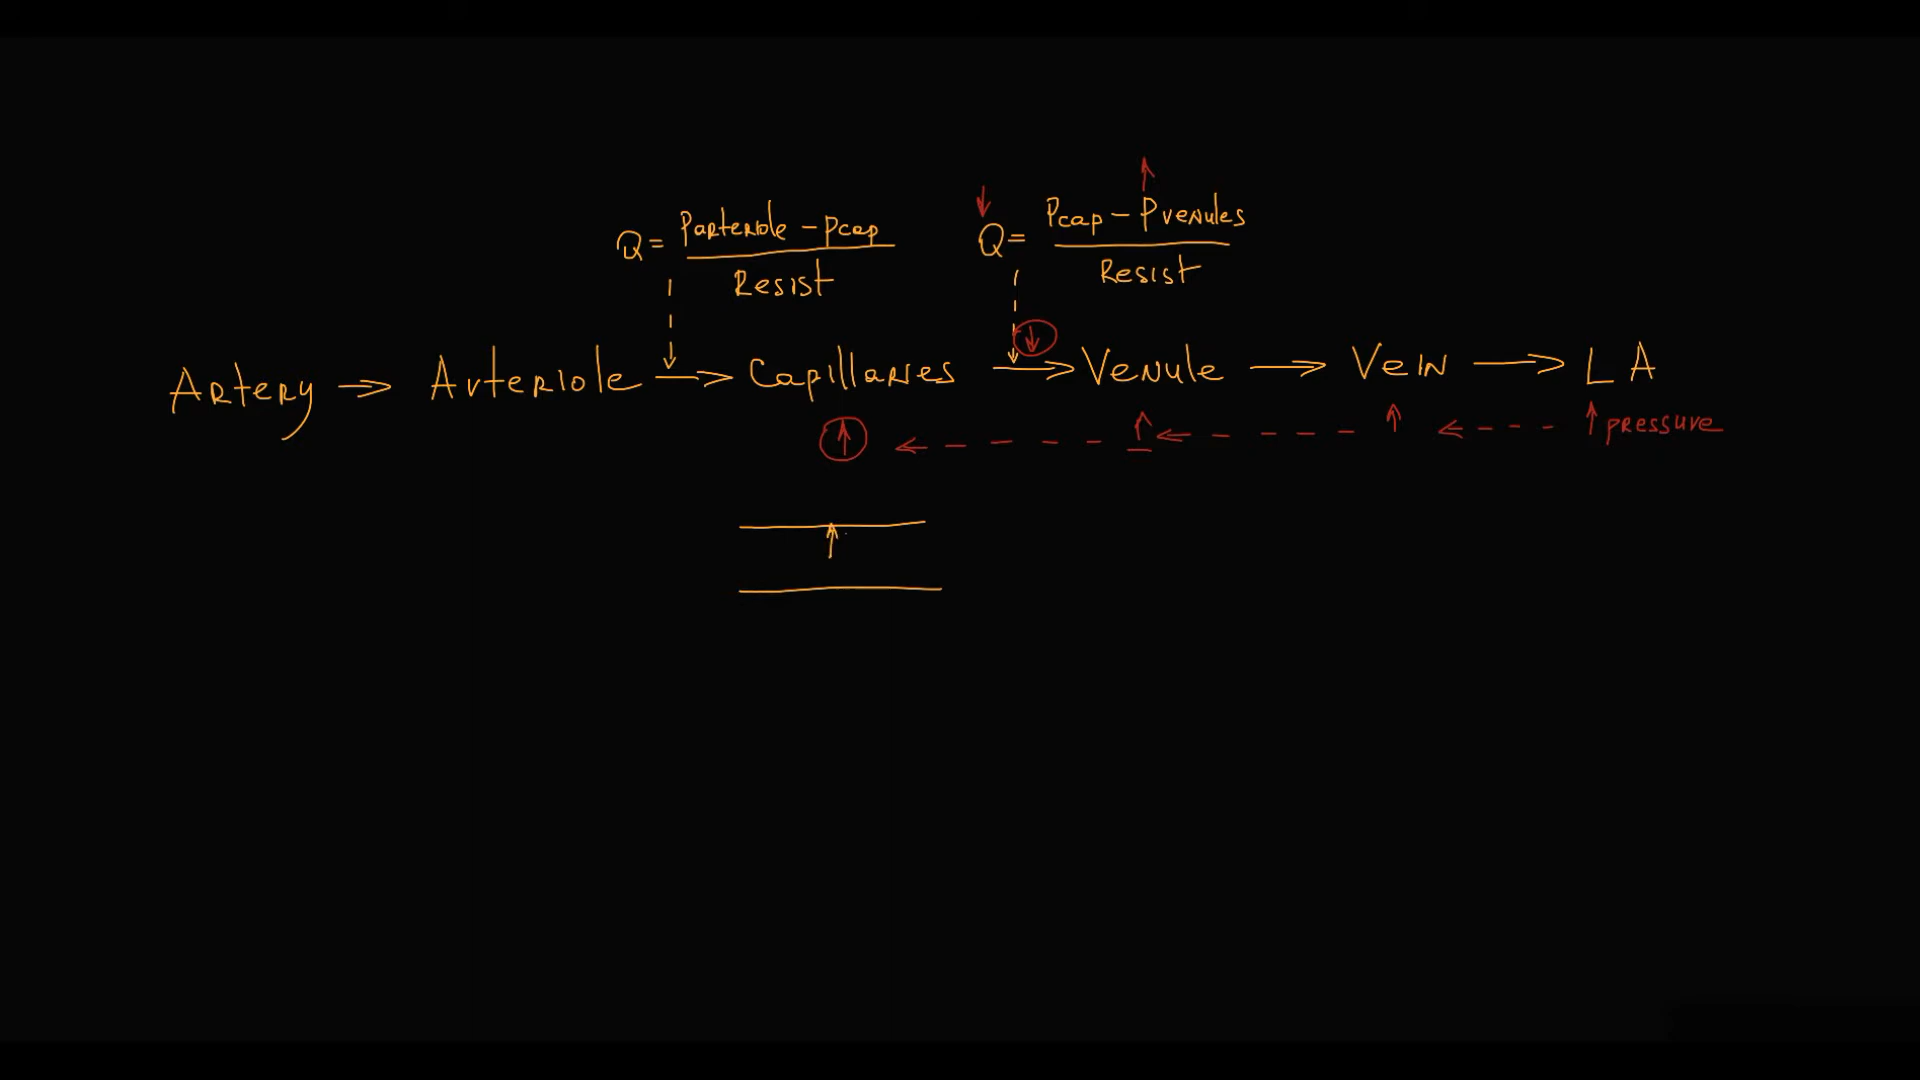 Q = Parteriole - pcap
Resist
Q = Pcap - Pvenules
Resist
Artery → Arteriole → Capillaries → Venule → Vein → LA
↑ ↑ ↑ ↑ pressure